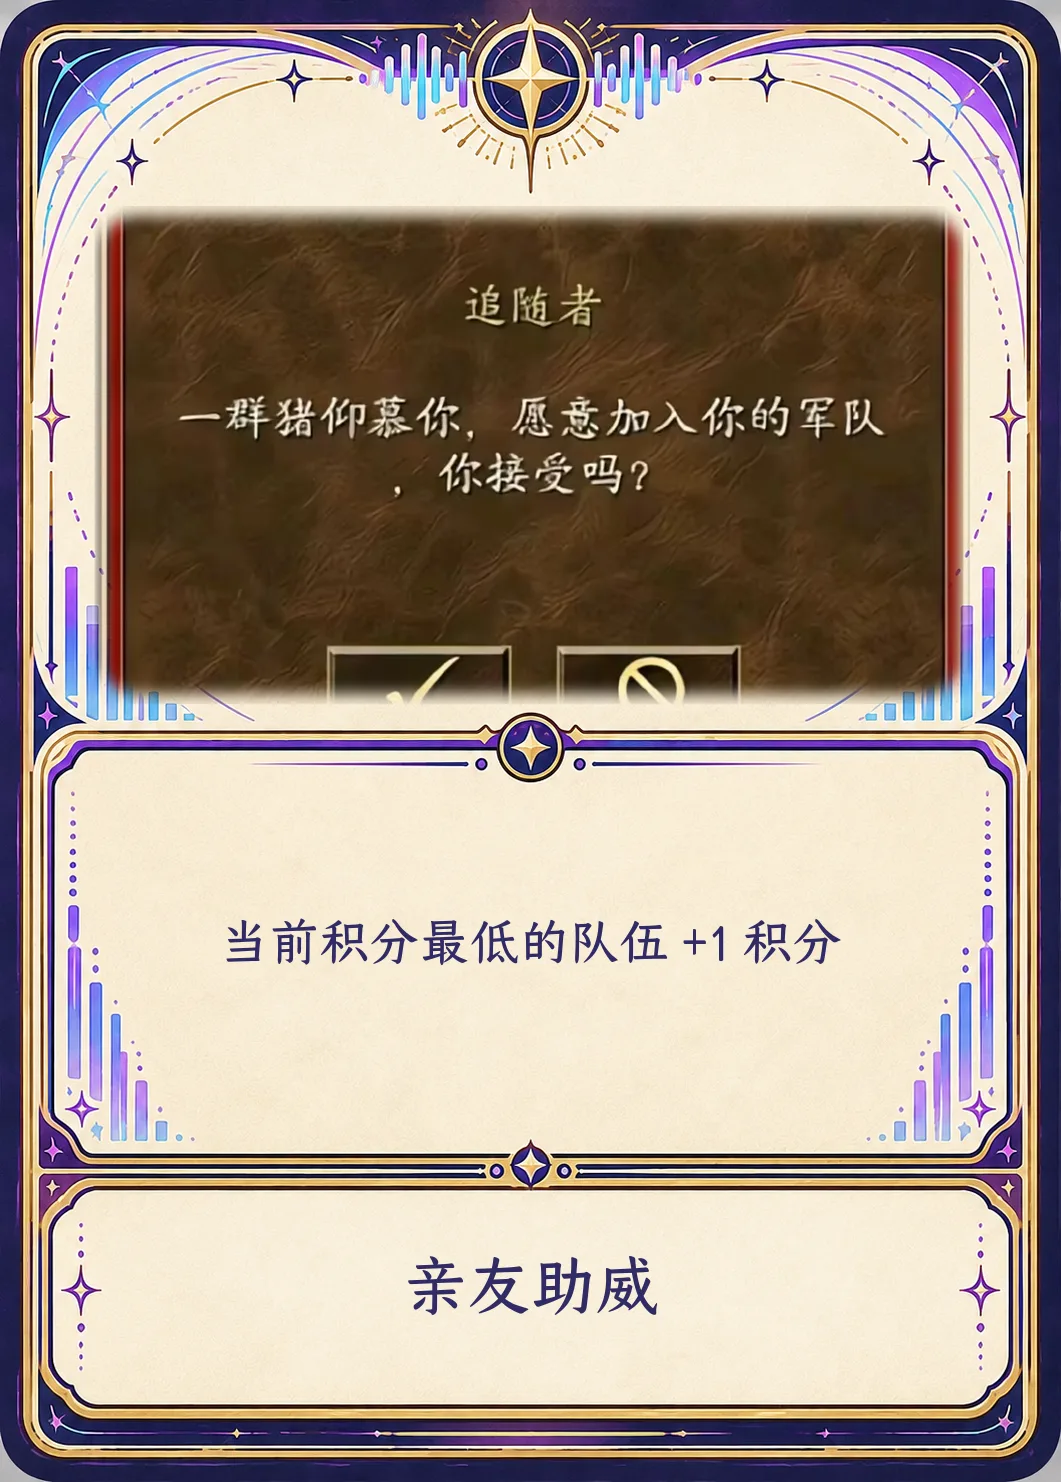 追随者
一群猪仰慕你，愿意加入你的军队
，你接受吗？
当前积分最低的队伍 +1 积分
亲友助威